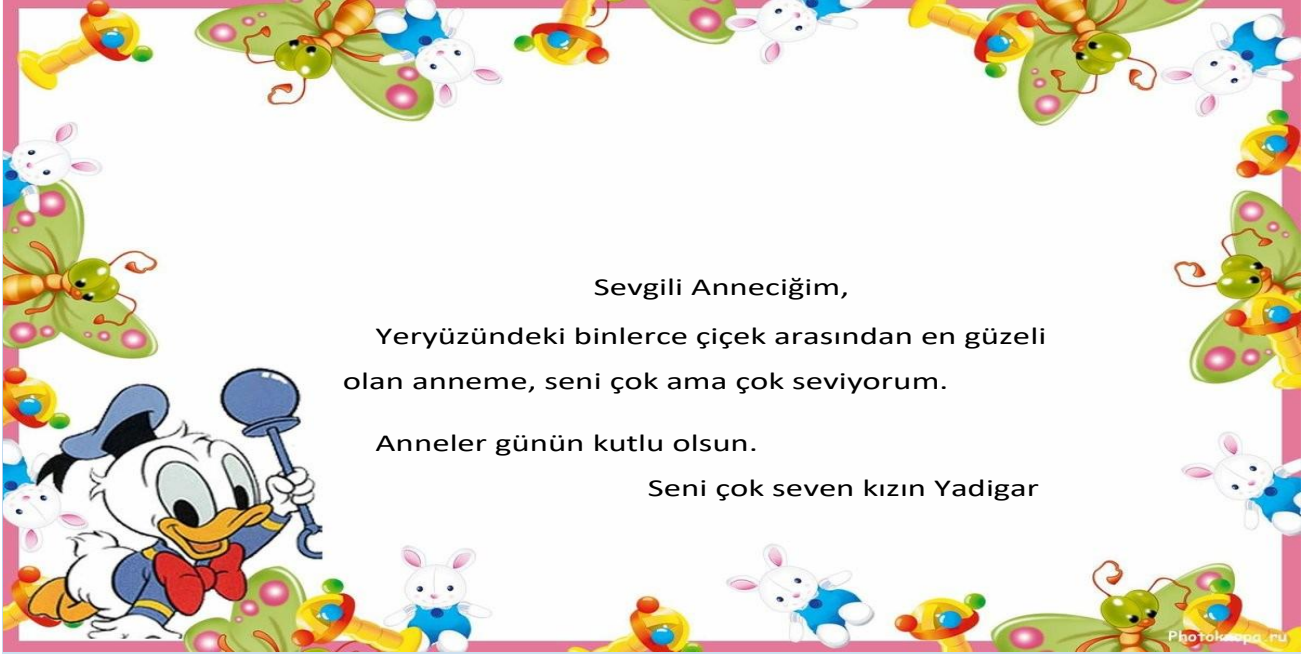 Sevgili Anneciğim,
Yeryüzündeki binlerce çiçek arasından en güzeli
olan anneme, seni çok ama çok seviyorum.
Anneler günün kutlu olsun.
Seni çok seven kızın Yadigar